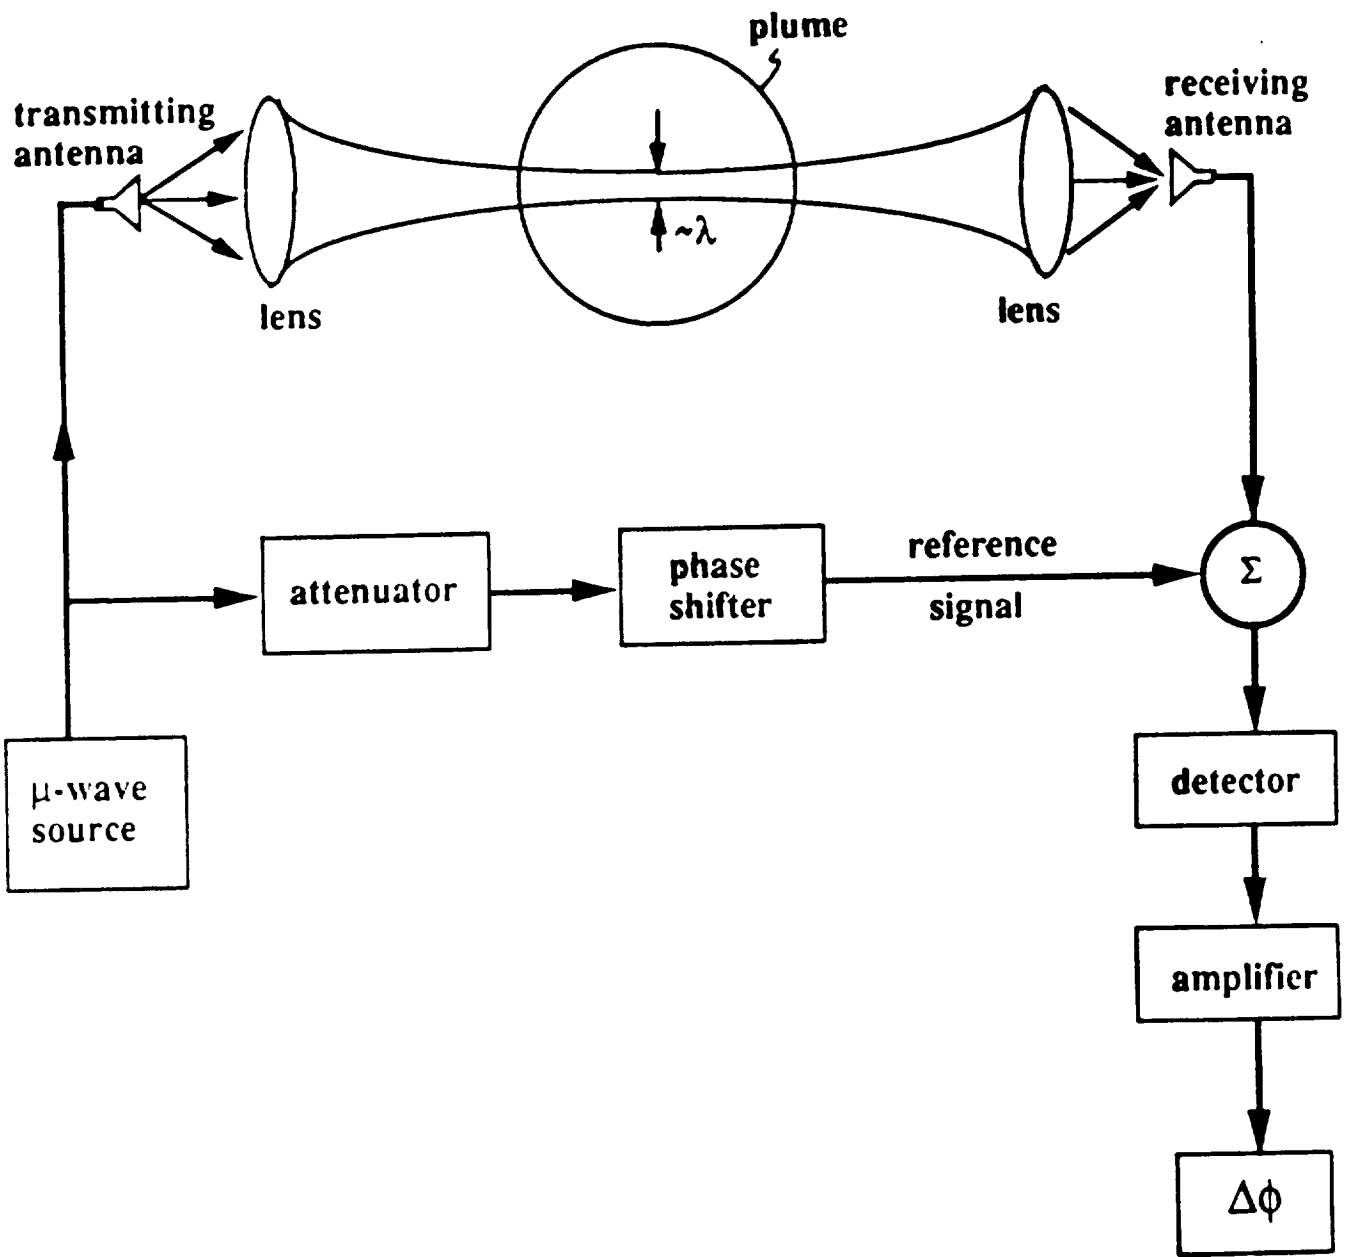 plume
transmitting
antenna
receiving
antenna
~λ
lens
lens
attenuator
phase
shifter
reference
signal
Σ
μ-wave
source
detector
amplifier
Δϕ